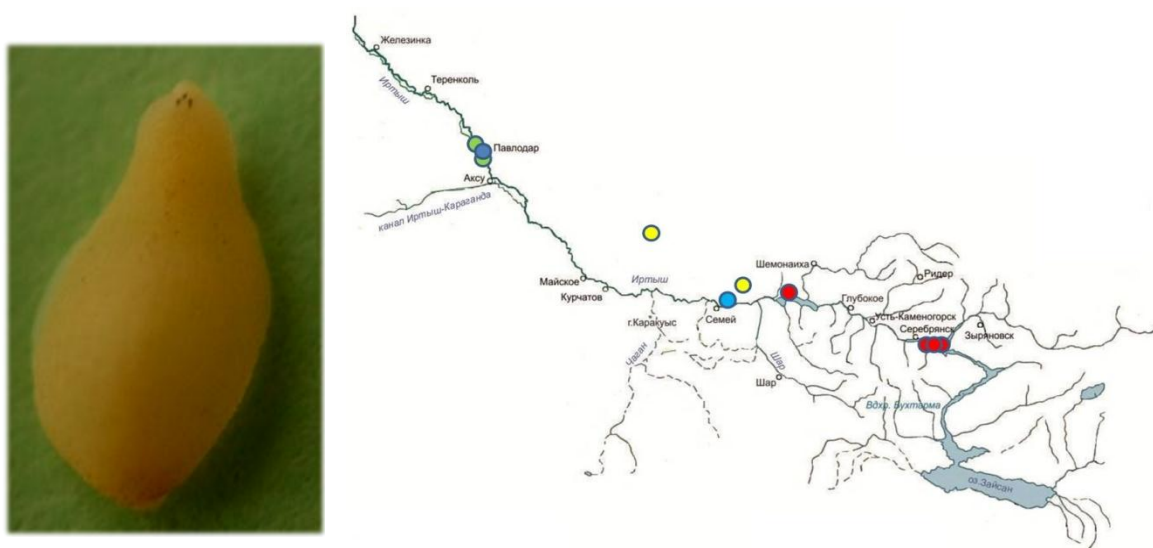 Железинка
Теренколь
Иртыш
Павлодар
Аксу
канал Иртыш-Караганда
Майское
Курчатов
Иртыш
г.Каракуыс
Чаган
Семей
Шемонаиха
Ридер
Глубокое
Усть-Каменогорск
Серебрянск
Зыряновск
Шар
Шар
Вдхр. Бухтарма
оз.Зайсан